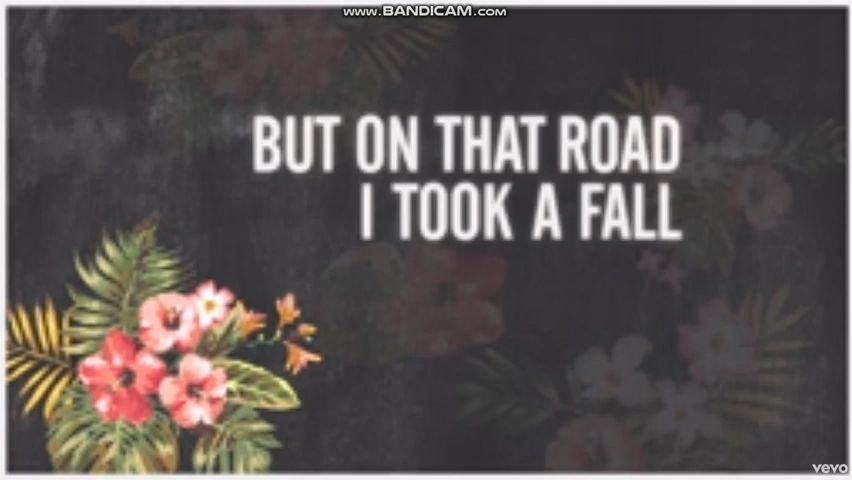 WWW.BANDICAM.COM
BUT ON THAT ROAD
I TOOK A FALL
vevo